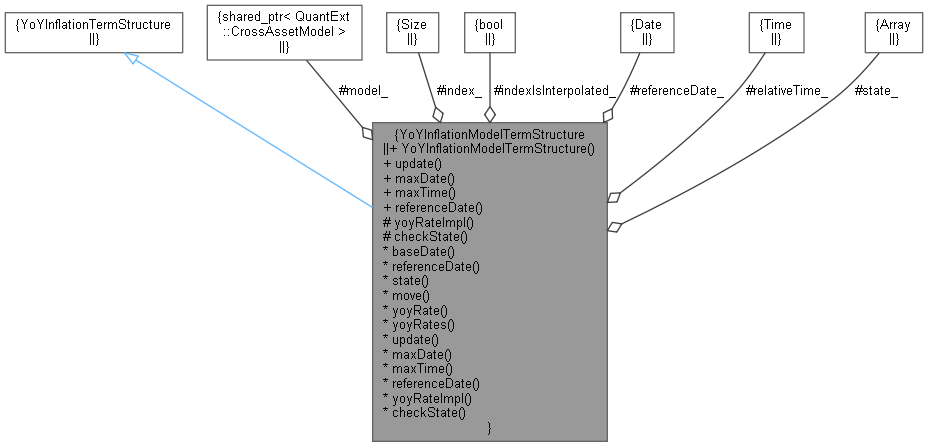 {YoYInflationTermStructure
||}
{shared_ptr< QuantExt
::CrossAssetModel >
||}
{Size
||}
{bool
||}
{Date
||}
{Time
||}
{Array
||}
#model_
#index_
#indexIsInterpolated_
#referenceDate_
#relativeTime_
#state_
{YoYInflationModelTermStructure
||+ YoYInflationModelTermStructure()
+ update()
+ maxDate()
+ maxTime()
+ referenceDate()
# yoyRateImpl()
# checkState()
* baseDate()
* referenceDate()
* state()
* move()
* yoyRate()
* yoyRates()
* update()
* maxDate()
* maxTime()
* referenceDate()
* yoyRateImpl()
* checkState()
}